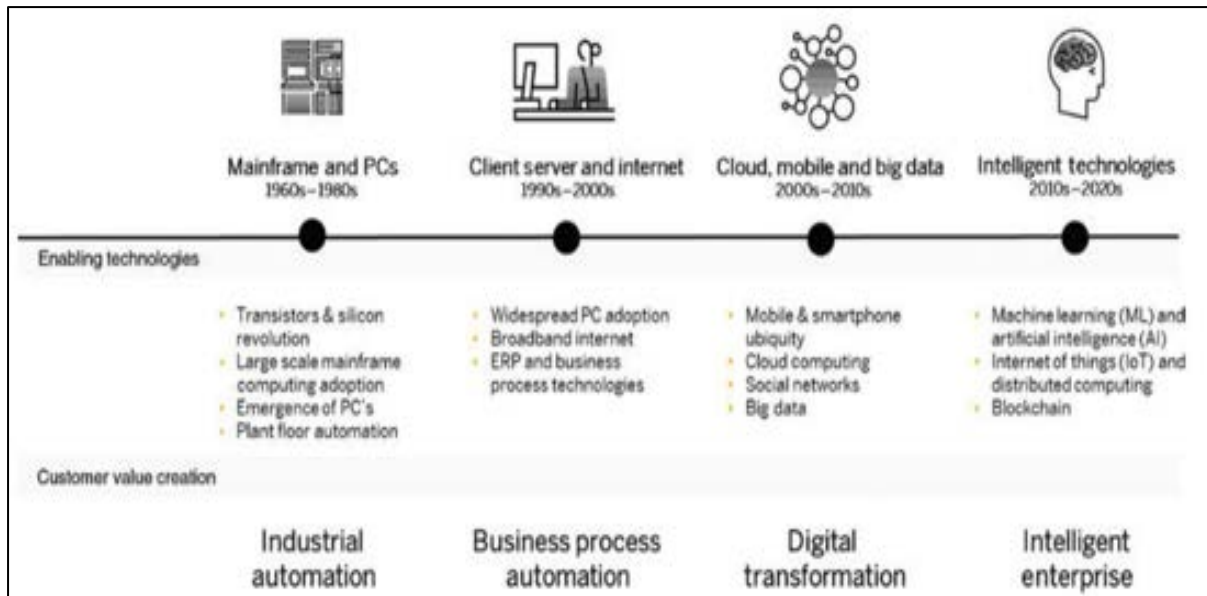 Mainframe and PCs
1960s–1980s
Client server and internet
1990s–2000s
Cloud, mobile and big data
2000s–2010s
Intelligent technologies
2010s–2020s
Enabling technologies
Transistors & silicon
revolution
Large scale mainframe
computing adoption
Emergence of PC's
Plant floor automation
Widespread PC adoption
Broadband internet
ERP and business
process technologies
Mobile & smartphone
ubiquity
Cloud computing
Social networks
Big data
Machine learning (ML) and
artificial intelligence (AI)
Internet of things (IoT) and
distributed computing
Blockchain
Customer value creation
Industrial
automation
Business process
automation
Digital
transformation
Intelligent
enterprise